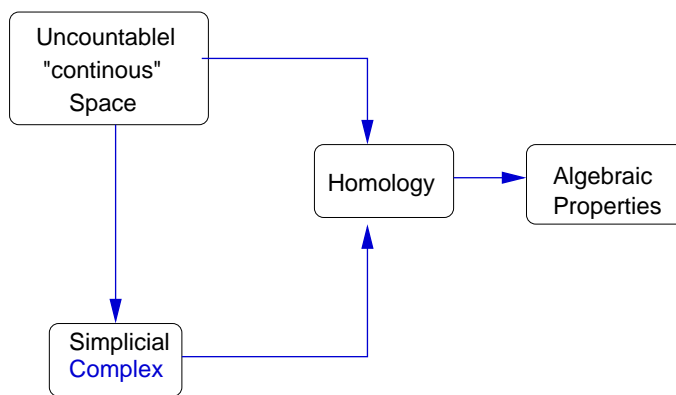 Uncountablel
"continous"
Space
Homology
Algebraic
Properties
Simplicial
Complex